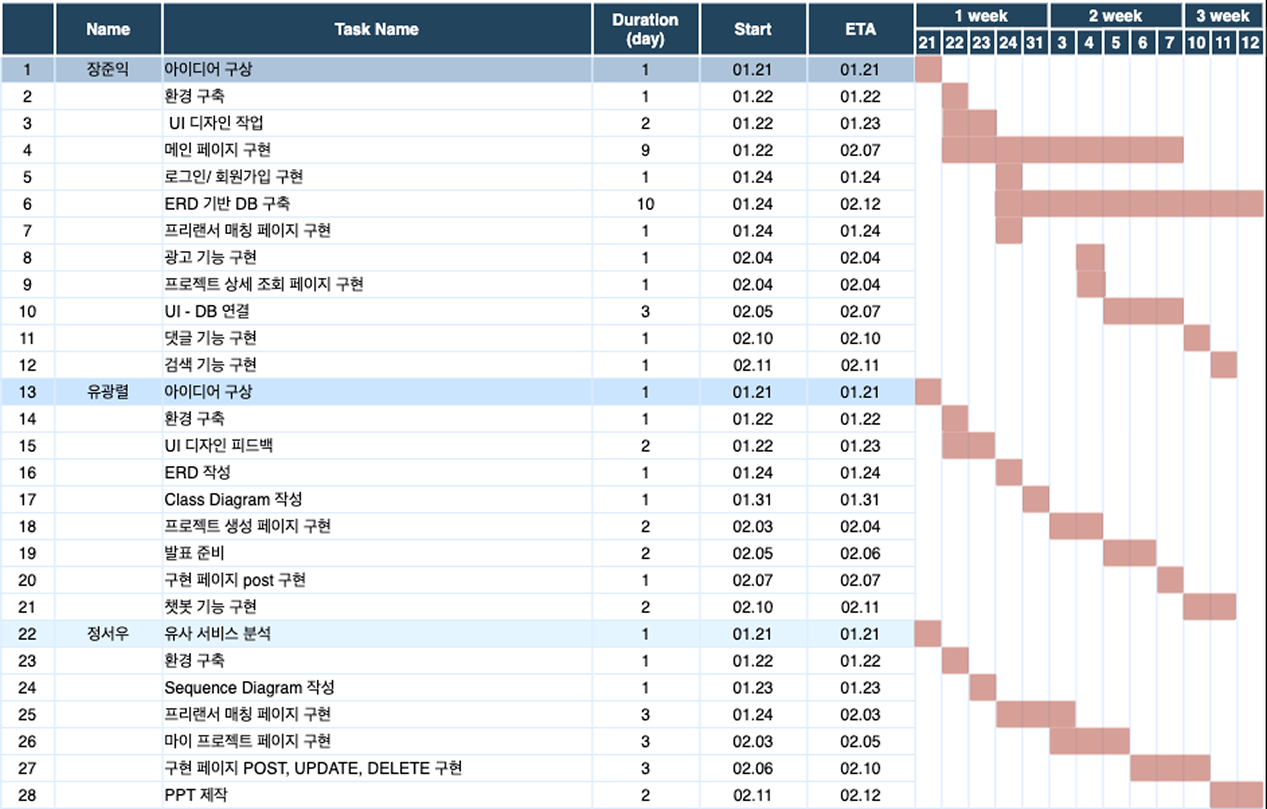 Name Task Name Duration (day) Start ETA 1 week 2 week 3 week
21 22 23 24 31 3 4 5 6 7 10 11 12
1 장준익 아이디어 구상 1 01.21 01.21
2 환경 구축 1 01.22 01.22
3 UI 디자인 작업 2 01.22 01.23
4 메인 페이지 구현 9 01.22 02.07
5 로그인/ 회원가입 구현 1 01.24 01.24
6 ERD 기반 DB 구축 10 01.24 02.12
7 프리랜서 매칭 페이지 구현 1 01.24 01.24
8 광고 기능 구현 1 02.04 02.04
9 프로젝트 상세 조회 페이지 구현 1 02.04 02.04
10 UI - DB 연결 3 02.05 02.07
11 댓글 기능 구현 1 02.10 02.10
12 검색 기능 구현 1 02.11 02.11
13 유광렬 아이디어 구상 1 01.21 01.21
14 환경 구축 1 01.22 01.22
15 UI 디자인 피드백 2 01.22 01.23
16 ERD 작성 1 01.24 01.24
17 Class Diagram 작성 1 01.31 01.31
18 프로젝트 생성 페이지 구현 2 02.03 02.04
19 발표 준비 2 02.05 02.06
20 구현 페이지 post 구현 1 02.07 02.07
21 챗봇 기능 구현 2 02.10 02.11
22 정서우 유사 서비스 분석 1 01.21 01.21
23 환경 구축 1 01.22 01.22
24 Sequence Diagram 작성 1 01.23 01.23
25 프리랜서 매칭 페이지 구현 3 01.24 02.03
26 마이 프로젝트 페이지 구현 3 02.03 02.05
27 구현 페이지 POST, UPDATE, DELETE 구현 3 02.06 02.10
28 PPT 제작 2 02.11 02.12